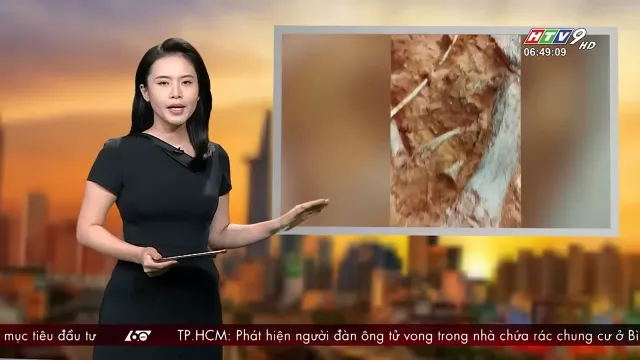 HTV9 HD
06:49:09
mục tiêu đầu tư 60 TP.HCM: Phát hiện người đàn ông tử vong trong nhà chứa rác chung cư ở B